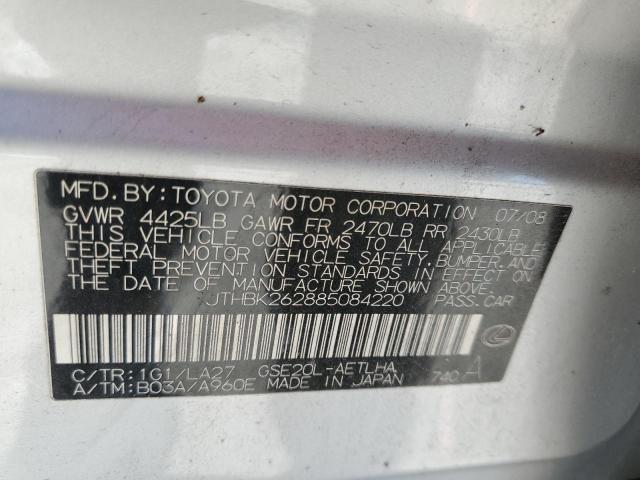 MFD. BY: TOYOTA MOTOR CORPORATION 07/08
GVWR 4425LB GAWR FR 2470LB RR 2430LB
THIS VEHICLE CONFORMS TO ALL APPLICABLE
FEDERAL MOTOR VEHICLE SAFETY, BUMPER, AND
THEFT PREVENTION STANDARDS IN EFFECT ON
THE DATE OF MANUFACTURE SHOWN ABOVE.
JTHBK262885084220 PASS. CAR
C/TR: 1G1/LA27 GSE20L-AETLHA A
A/TM: B03A/A960E MADE IN JAPAN 740